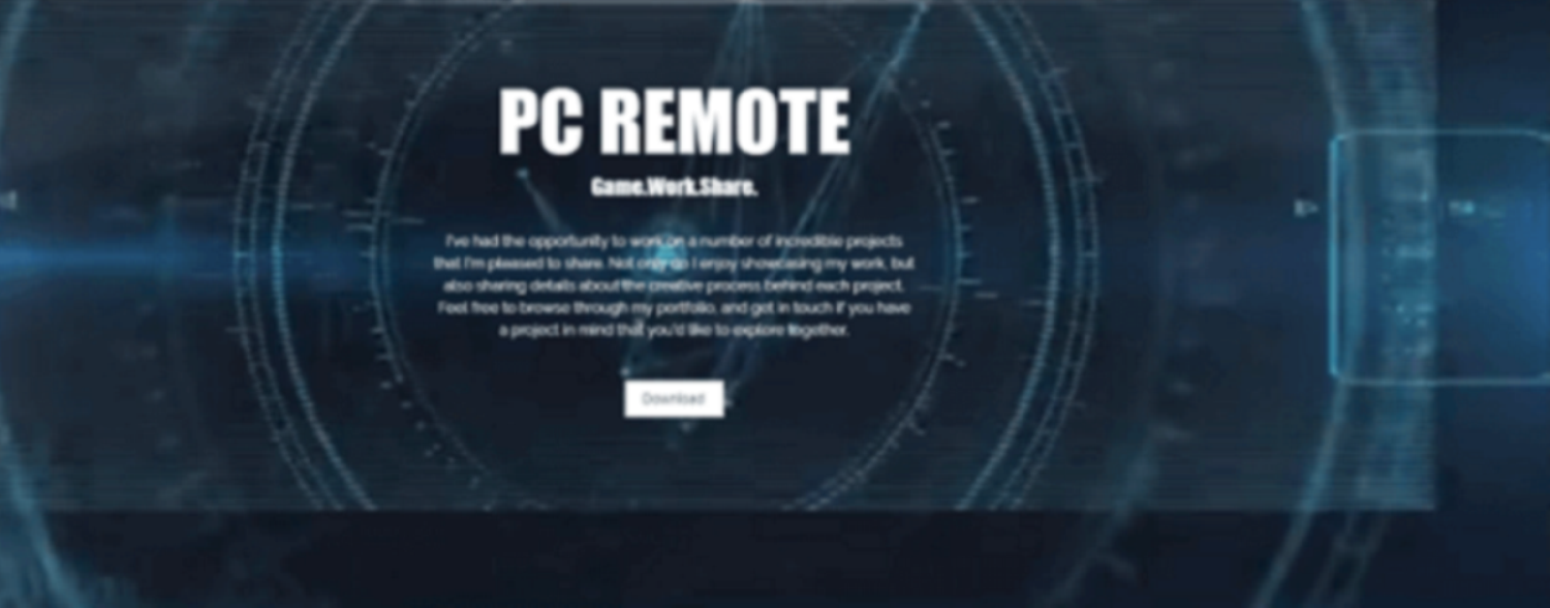 PC REMOTE
Game.Work.Share.
I've had the opportunity to work on a number of incredible projects
that I'm pleased to share. Not only do I enjoy showcasing my work, but
also sharing details about the creative process behind each project.
Feel free to browse through my portfolio, and get in touch if you have
a project in mind that you'd like to explore together.
Download